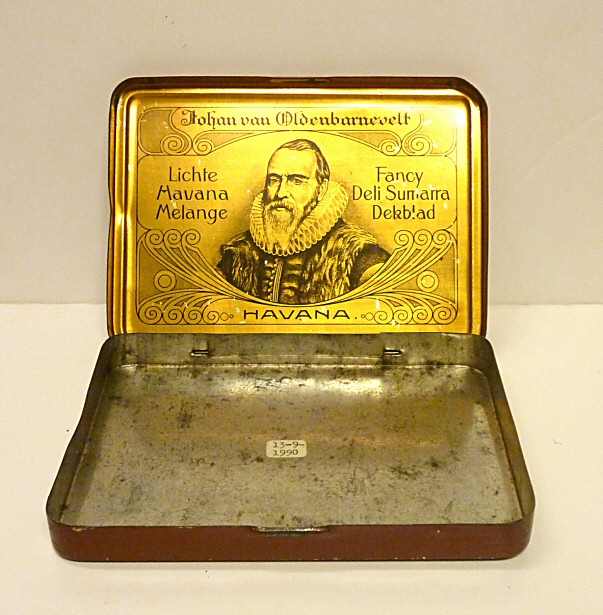 Johan van Oldenbarnevelt
Lichte
Havana
Melange
Fancy
Deli Sumatra
Dekblad
HAVANA.
13-9-
1990